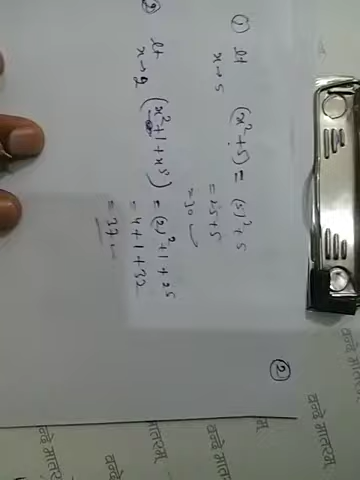 ① lt
x→5 (x²+5) = (5)²+5
= 25+5
= 30
② lt
x→2 (x²+1+x⁵) = (2)²+1+2⁵
= 4+1+32
= 37
②
वन्दे मातरम्
वन्दे मातरम्
वन्दे मातरम्
वन्दे मातरम्